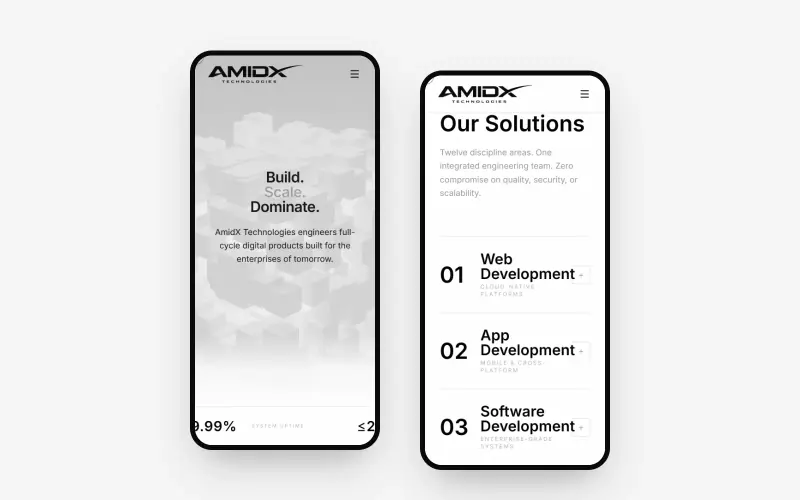 AMIDX
TECHNOLOGIES
Build.
Scale.
Dominate.
AmidX Technologies engineers full-
cycle digital products built for the
enterprises of tomorrow.
9.99%
SYSTEM UPTIME
≤2
AMIDX
TECHNOLOGIES
Our Solutions
Twelve discipline areas. One
integrated engineering team. Zero
compromise on quality, security, or
scalability.
01
Web
Development
+
CLOUD-NATIVE
PLATFORMS
02
App
Development
+
MOBILE & CROSS-
PLATFORM
03
Software
Development
+
ENTERPRISE-GRADE
SYSTEMS